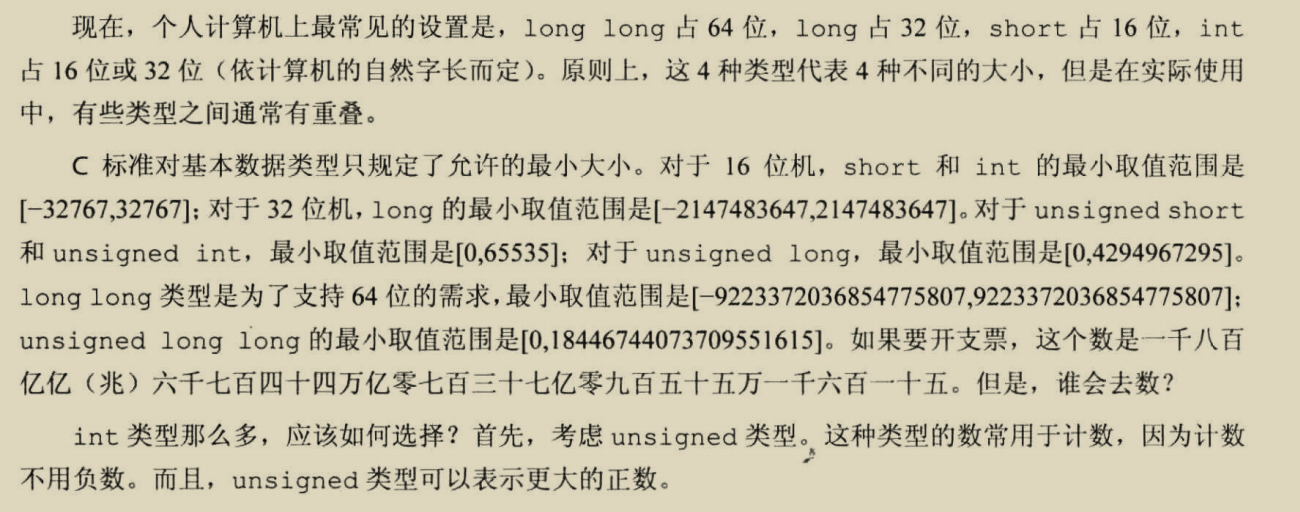 现在，个人计算机上最常见的设置是，long long 占 64 位，long 占 32 位，short 占 16 位，int
占 16 位或 32 位（依计算机的自然字长而定）。原则上，这 4 种类型代表 4 种不同的大小，但是在实际使用
中，有些类型之间通常有重叠。
C 标准对基本数据类型只规定了允许的最小大小。对于 16 位机，short 和 int 的最小取值范围是
[−32767,32767]；对于 32 位机，long 的最小取值范围是[−2147483647,2147483647]。对于 unsigned short
和 unsigned int，最小取值范围是[0,65535]；对于 unsigned long，最小取值范围是[0,4294967295]。
long long 类型是为了支持 64 位的需求，最小取值范围是[−9223372036854775807,9223372036854775807]；
unsigned long long 的最小取值范围是[0,18446744073709551615]。如果要开支票，这个数是一千八百
亿亿（兆）六千七百四十四万亿零七百三十七亿零九百五十五万一千六百一十五。但是，谁会去数？
int 类型那么多，应该如何选择？首先，考虑 unsigned 类型。这种类型的数常用于计数，因为计数
不用负数。而且，unsigned 类型可以表示更大的正数。